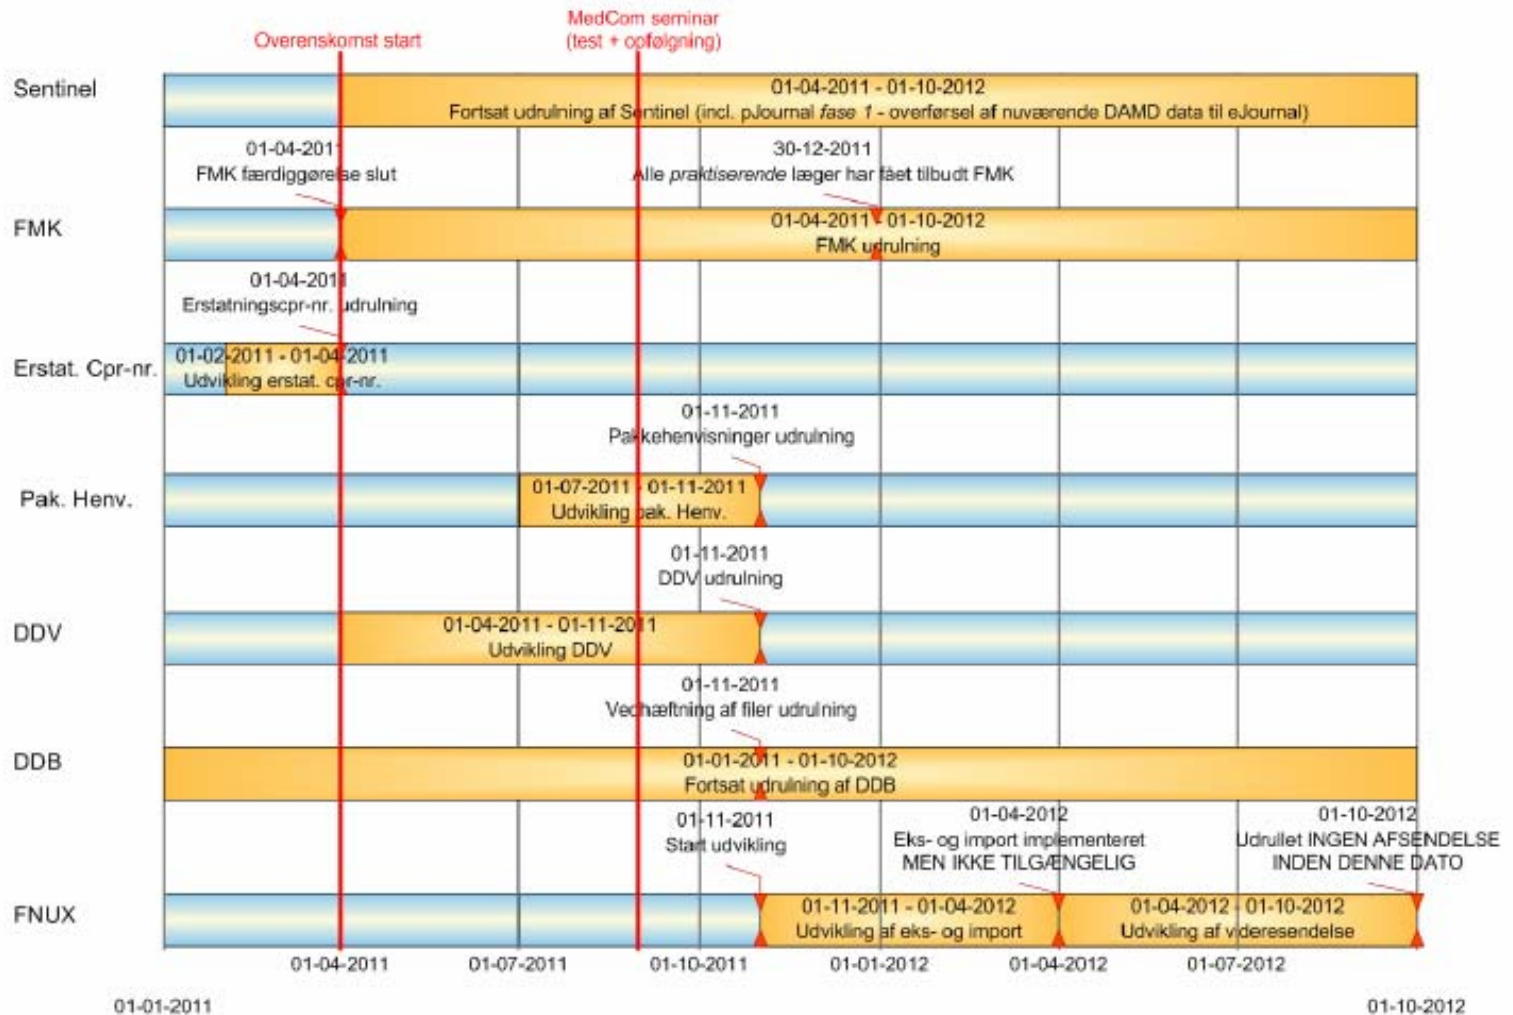 MedCom seminar
Overenskomst start
(test + opfølgning)
Sentinel
01-04-2011 - 01-10-2012
Fortsat udrulning af Sentinel (incl. pJournal fase 1 - overførsel af nuværende DAMD data til eJournal)
01-04-2011
FMK færdiggørelse slut
30-12-2011
Alle praktiserende læger har fået tilbudt FMK
FMK
01-04-2011 - 01-10-2012
FMK udrulning
01-04-2011
Erstatningscpr-nr. udrulning
Erstat. Cpr-nr.
01-02-2011 - 01-04-2011
Udvikling erstat. cpr-nr.
01-11-2011
Pakkehenvisninger udrulning
Pak. Henv.
01-07-2011 - 01-11-2011
Udvikling pak. Henv.
01-11-2011
DDV udrulning
DDV
01-04-2011 - 01-11-2011
Udvikling DDV
01-11-2011
Vedhæftning af filer udrulning
DDB
01-01-2011 - 01-10-2012
Fortsat udrulning af DDB
01-11-2011
Start udvikling
01-04-2012
Eks- og import implementeret
MEN IKKE TILGÆNGELIG
01-10-2012
Udrullet INGEN AFSENDELSE
INDEN DENNE DATO
FNUX
01-11-2011 - 01-04-2012
Udvikling af eks- og import
01-04-2012 - 01-10-2012
Udvikling af videresendelse
01-04-2011
01-07-2011
01-10-2011
01-01-2012
01-04-2012
01-07-2012
01-01-2011
01-10-2012